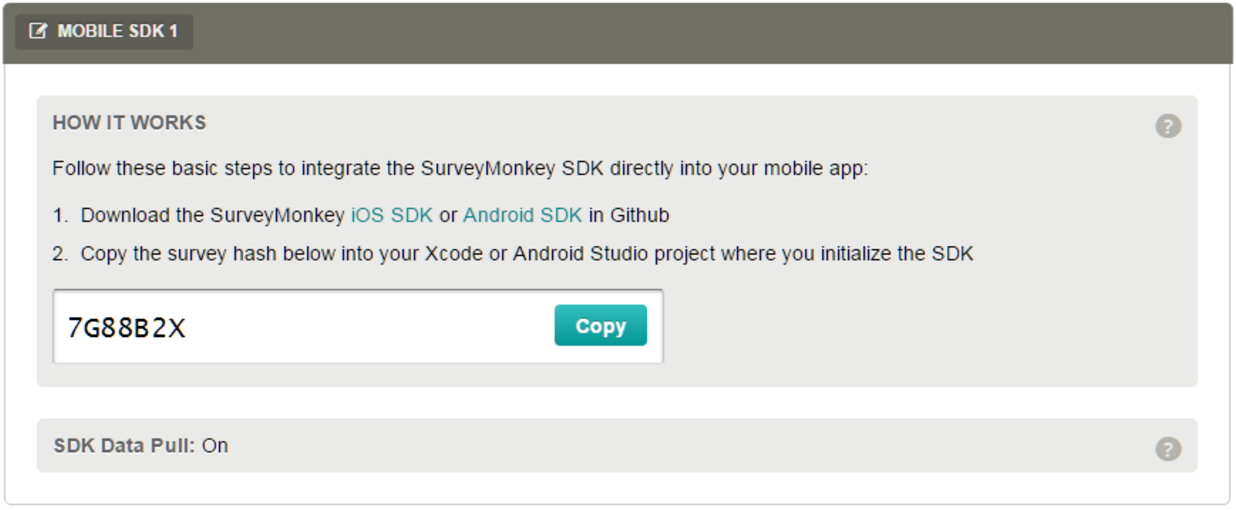 MOBILE SDK 1
HOW IT WORKS
?
Follow these basic steps to integrate the SurveyMonkey SDK directly into your mobile app:
1. Download the SurveyMonkey iOS SDK or Android SDK in Github
2. Copy the survey hash below into your Xcode or Android Studio project where you initialize the SDK
7G88B2X
Copy
SDK Data Pull: On
?